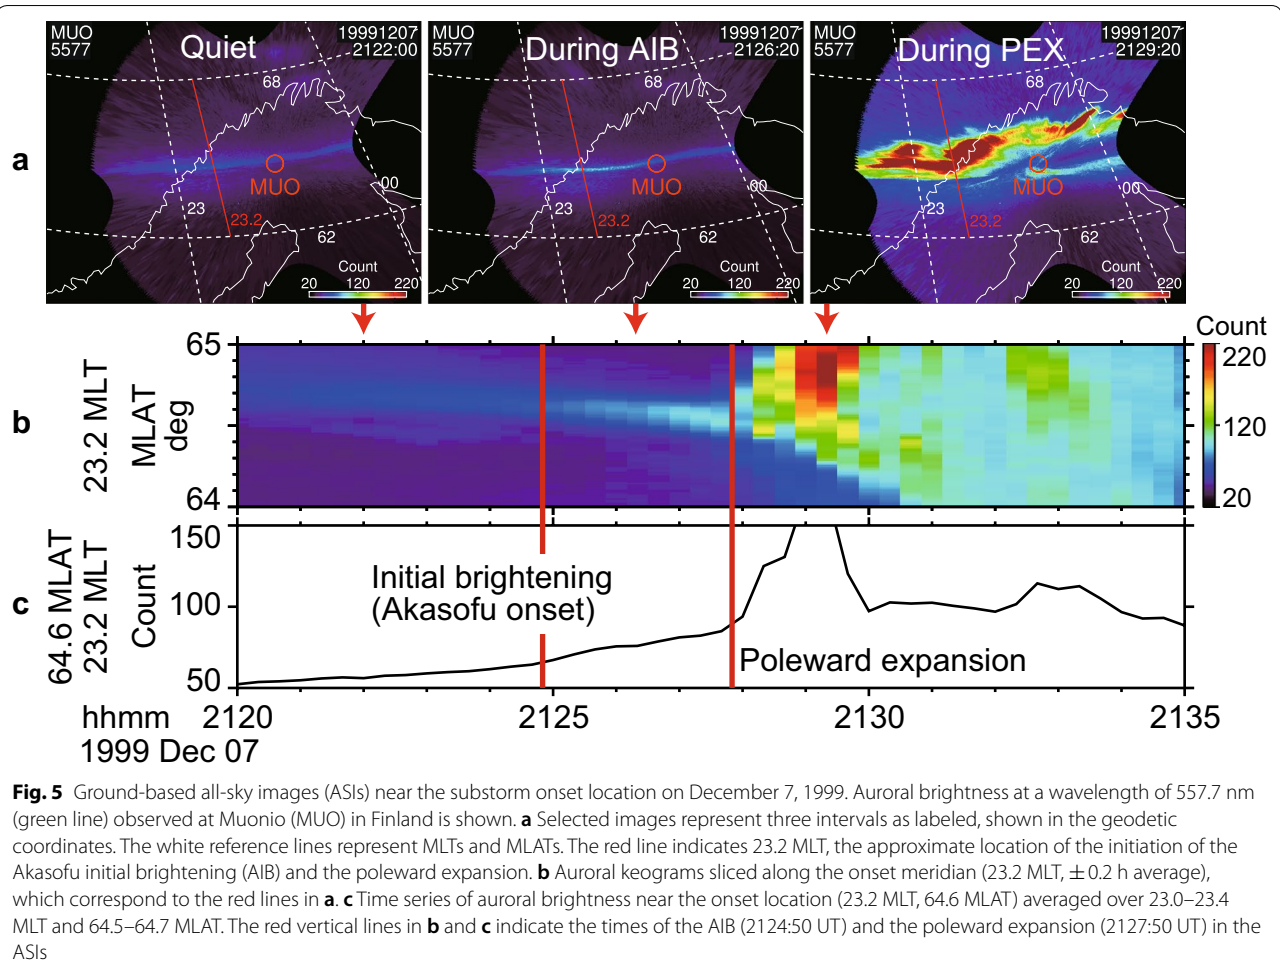 MUO
5577
Quiet
19991207
2122:00
68
MUO
00
23
23.2
62
Count
20 120 220
MUO
5577
During AIB
19991207
2126:20
68
MUO
00
23
23.2
62
Count
20 120 220
MUO
5577
During PEX
19991207
2129:20
68
MUO
00
23
23.2
62
Count
20 120 220
a
b
23.2 MLT
MLAT
deg
65
64
Count
220
120
20
c
64.6 MLAT
23.2 MLT
Count
150
100
50
Initial brightening
(Akasofu onset)
Poleward expansion
hhmm 2120 2125 2130 2135
1999 Dec 07
Fig. 5 Ground-based all-sky images (ASIs) near the substorm onset location on December 7, 1999. Auroral brightness at a wavelength of 557.7 nm
(green line) observed at Muonio (MUO) in Finland is shown. a Selected images represent three intervals as labeled, shown in the geodetic
coordinates. The white reference lines represent MLTs and MLATs. The red line indicates 23.2 MLT, the approximate location of the initiation of the
Akasofu initial brightening (AIB) and the poleward expansion. b Auroral keograms sliced along the onset meridian (23.2 MLT, ± 0.2 h average),
which correspond to the red lines in a. c Time series of auroral brightness near the onset location (23.2 MLT, 64.6 MLAT) averaged over 23.0–23.4
MLT and 64.5–64.7 MLAT. The red vertical lines in b and c indicate the times of the AIB (2124:50 UT) and the poleward expansion (2127:50 UT) in the
ASIs